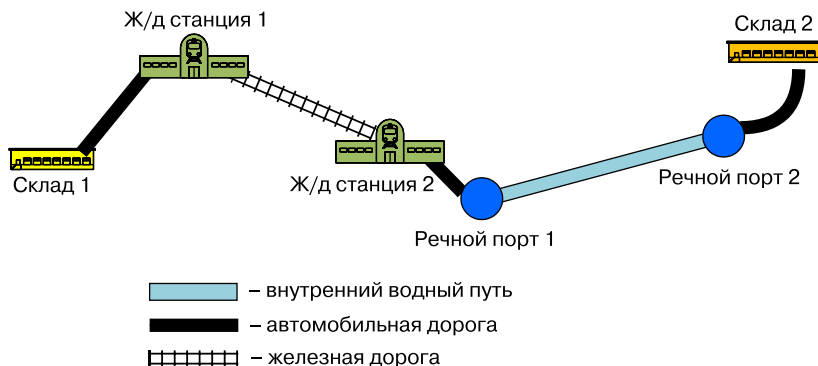 Ж/д станция 1
Склад 2
Склад 1
Ж/д станция 2
Речной порт 2
Речной порт 1
– внутренний водный путь
– автомобильная дорога
– железная дорога